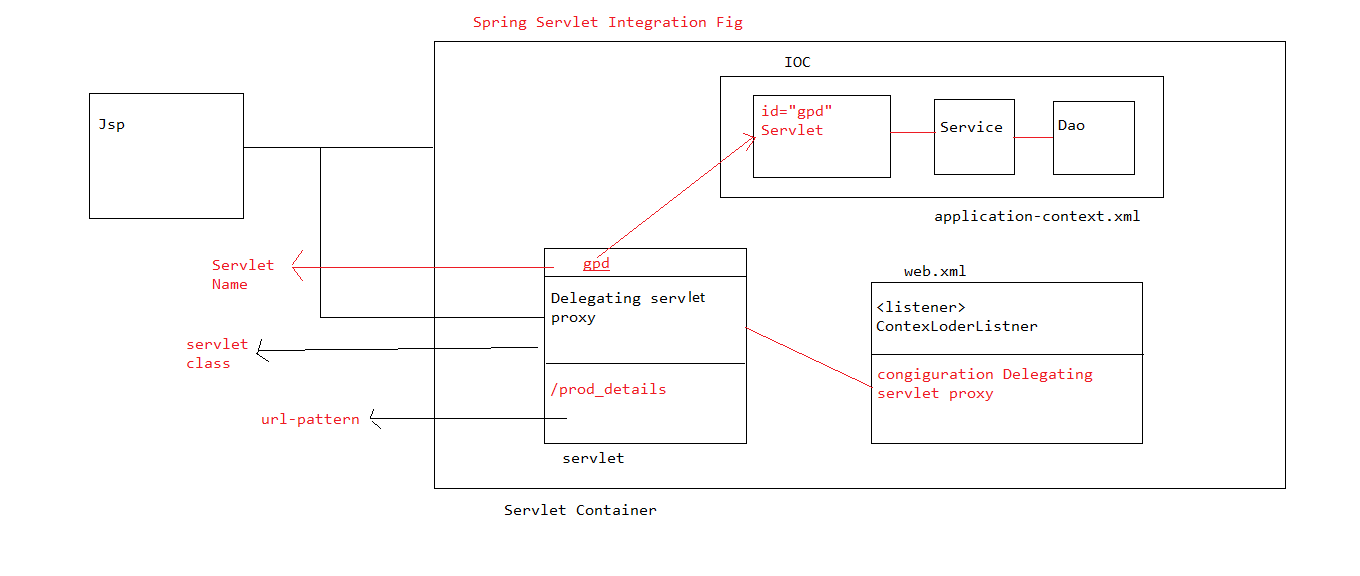 Spring Servlet Integration Fig
IOC
Jsp
id="gpd"
Servlet
Service
Dao
application-context.xml
Servlet
Name
gpd
Delegating servlet
proxy
web.xml
<listener>
ContexLoderListner
servlet
class
congiguration Delegating
servlet proxy
/prod_details
url-pattern
servlet
Servlet Container